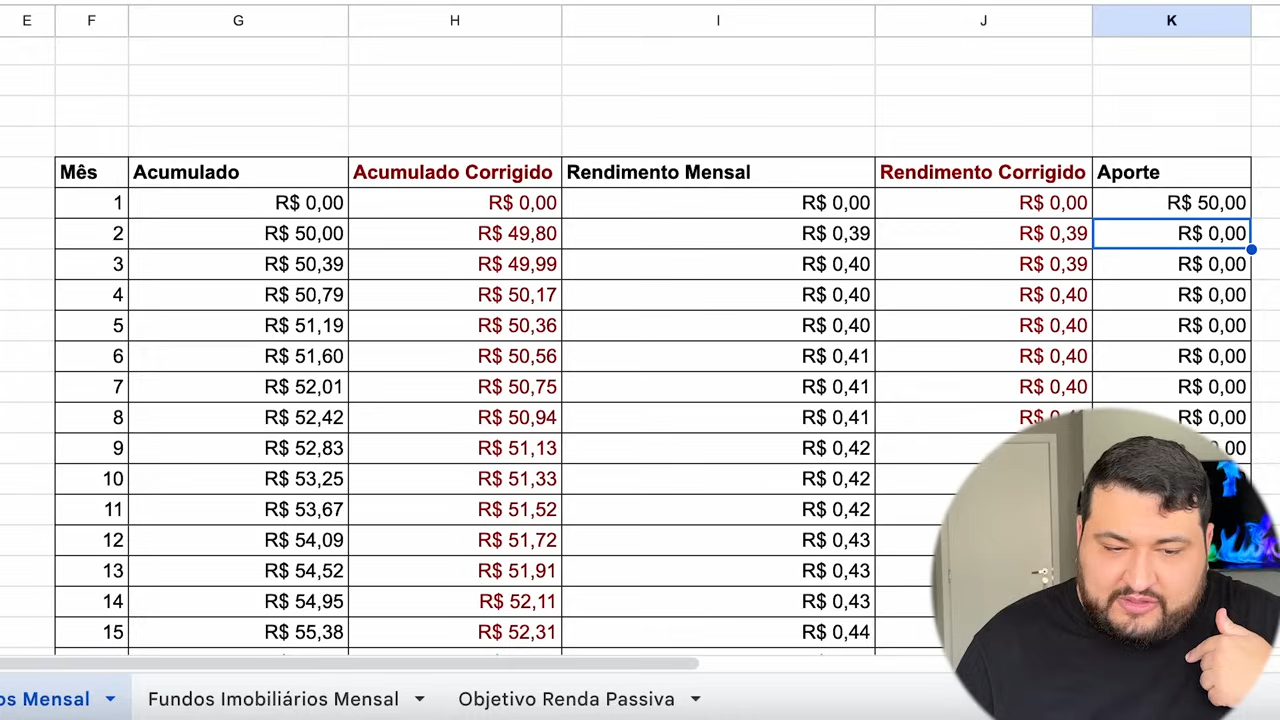 E F G H I J K
Mês Acumulado Acumulado Corrigido Rendimento Mensal Rendimento Corrigido Aporte
1 R$ 0,00 R$ 0,00 R$ 0,00 R$ 0,00 R$ 50,00
2 R$ 50,00 R$ 49,80 R$ 0,39 R$ 0,39 R$ 0,00
3 R$ 50,39 R$ 49,99 R$ 0,40 R$ 0,39 R$ 0,00
4 R$ 50,79 R$ 50,17 R$ 0,40 R$ 0,40 R$ 0,00
5 R$ 51,19 R$ 50,36 R$ 0,40 R$ 0,40 R$ 0,00
6 R$ 51,60 R$ 50,56 R$ 0,41 R$ 0,40 R$ 0,00
7 R$ 52,01 R$ 50,75 R$ 0,41 R$ 0,40 R$ 0,00
8 R$ 52,42 R$ 50,94 R$ 0,41 R$ R$ 0,00
9 R$ 52,83 R$ 51,13 R$ 0,42 00
10 R$ 53,25 R$ 51,33 R$ 0,42
11 R$ 53,67 R$ 51,52 R$ 0,42
12 R$ 54,09 R$ 51,72 R$ 0,43
13 R$ 54,52 R$ 51,91 R$ 0,43
14 R$ 54,95 R$ 52,11 R$ 0,43
15 R$ 55,38 R$ 52,31 R$ 0,44
os Mensal Fundos Imobiliários Mensal Objetivo Renda Passiva